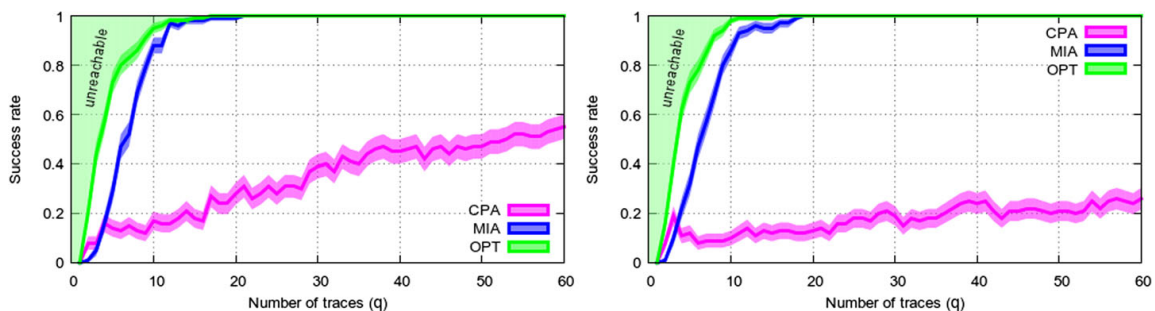 1
0.8
0.6
0.4
0.2
0
Success rate
unreachable
CPA
MIA
OPT
0 10 20 30 40 50 60
Number of traces (q)
1
0.8
0.6
0.4
0.2
0
Success rate
unreachable
CPA
MIA
OPT
0 10 20 30 40 50 60
Number of traces (q)